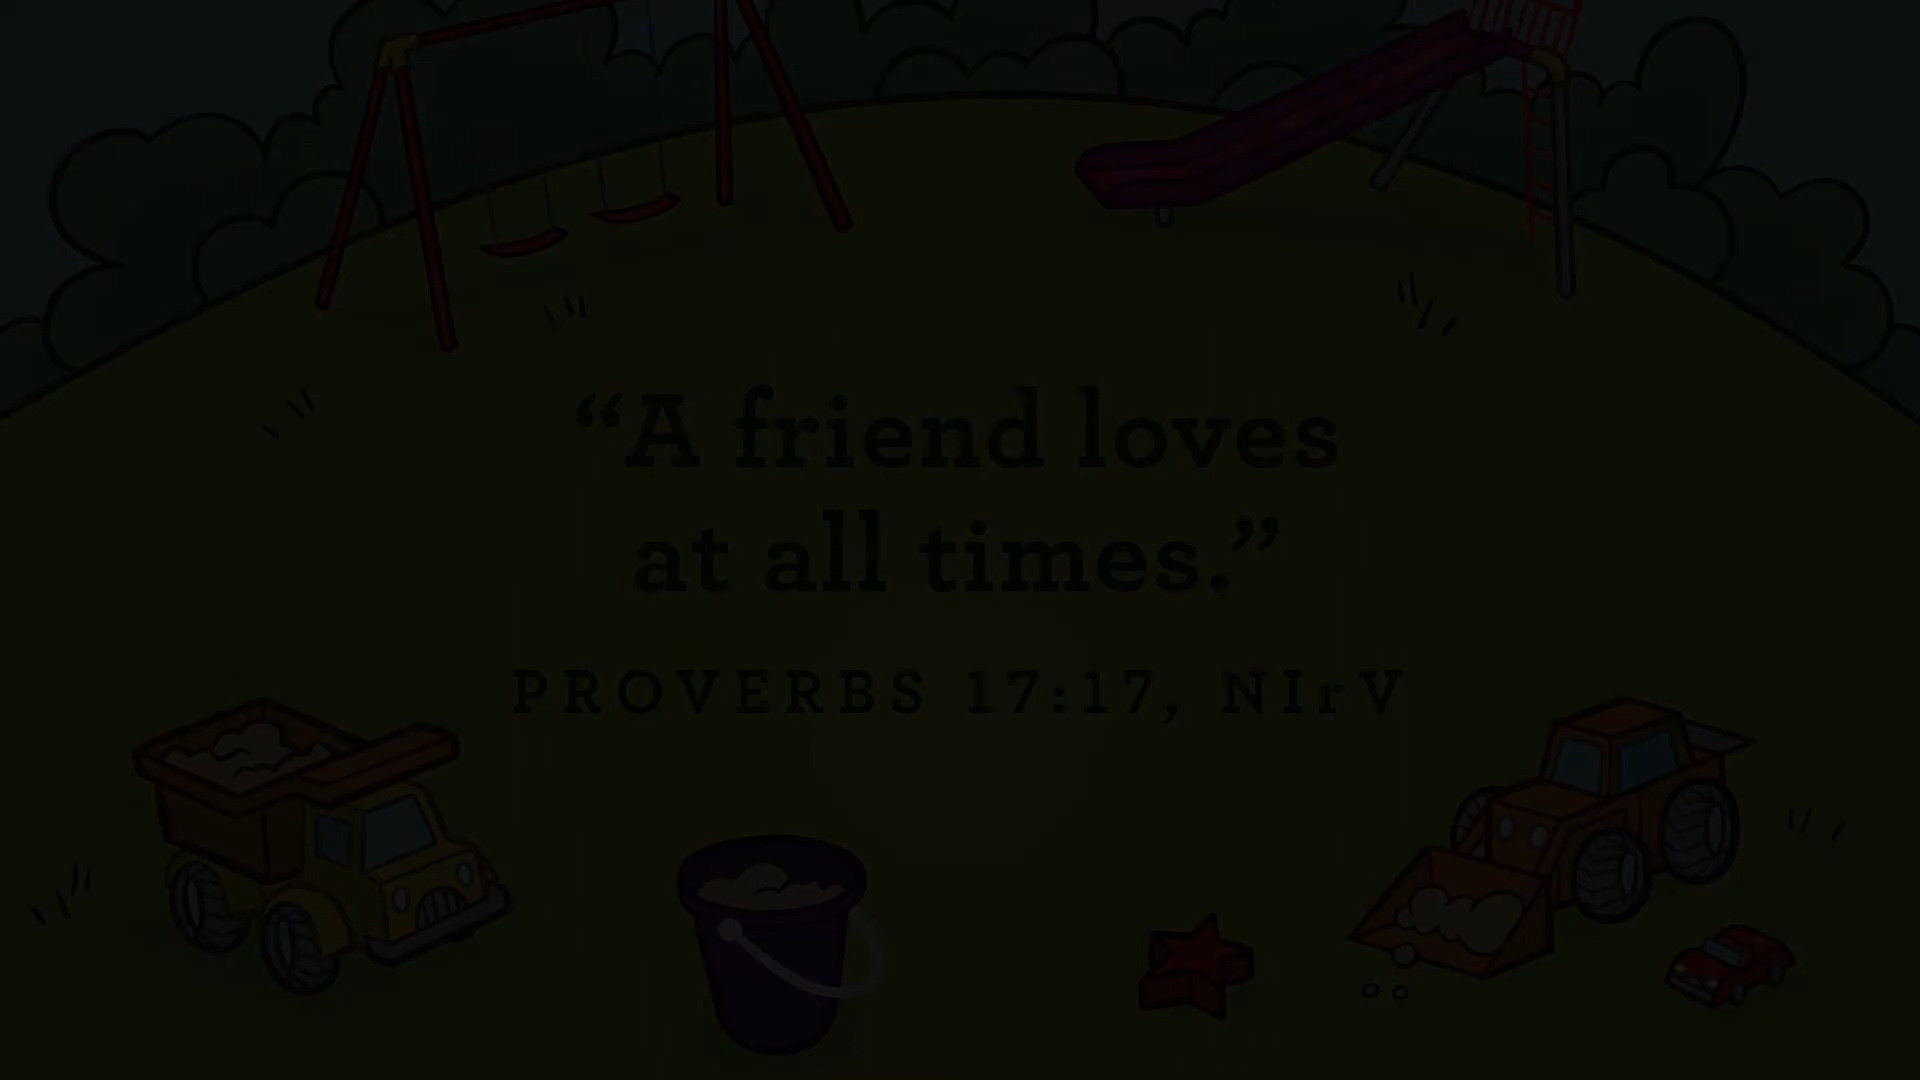 “A friend loves
at all times.”
PROVERBS 17:17, NIrV